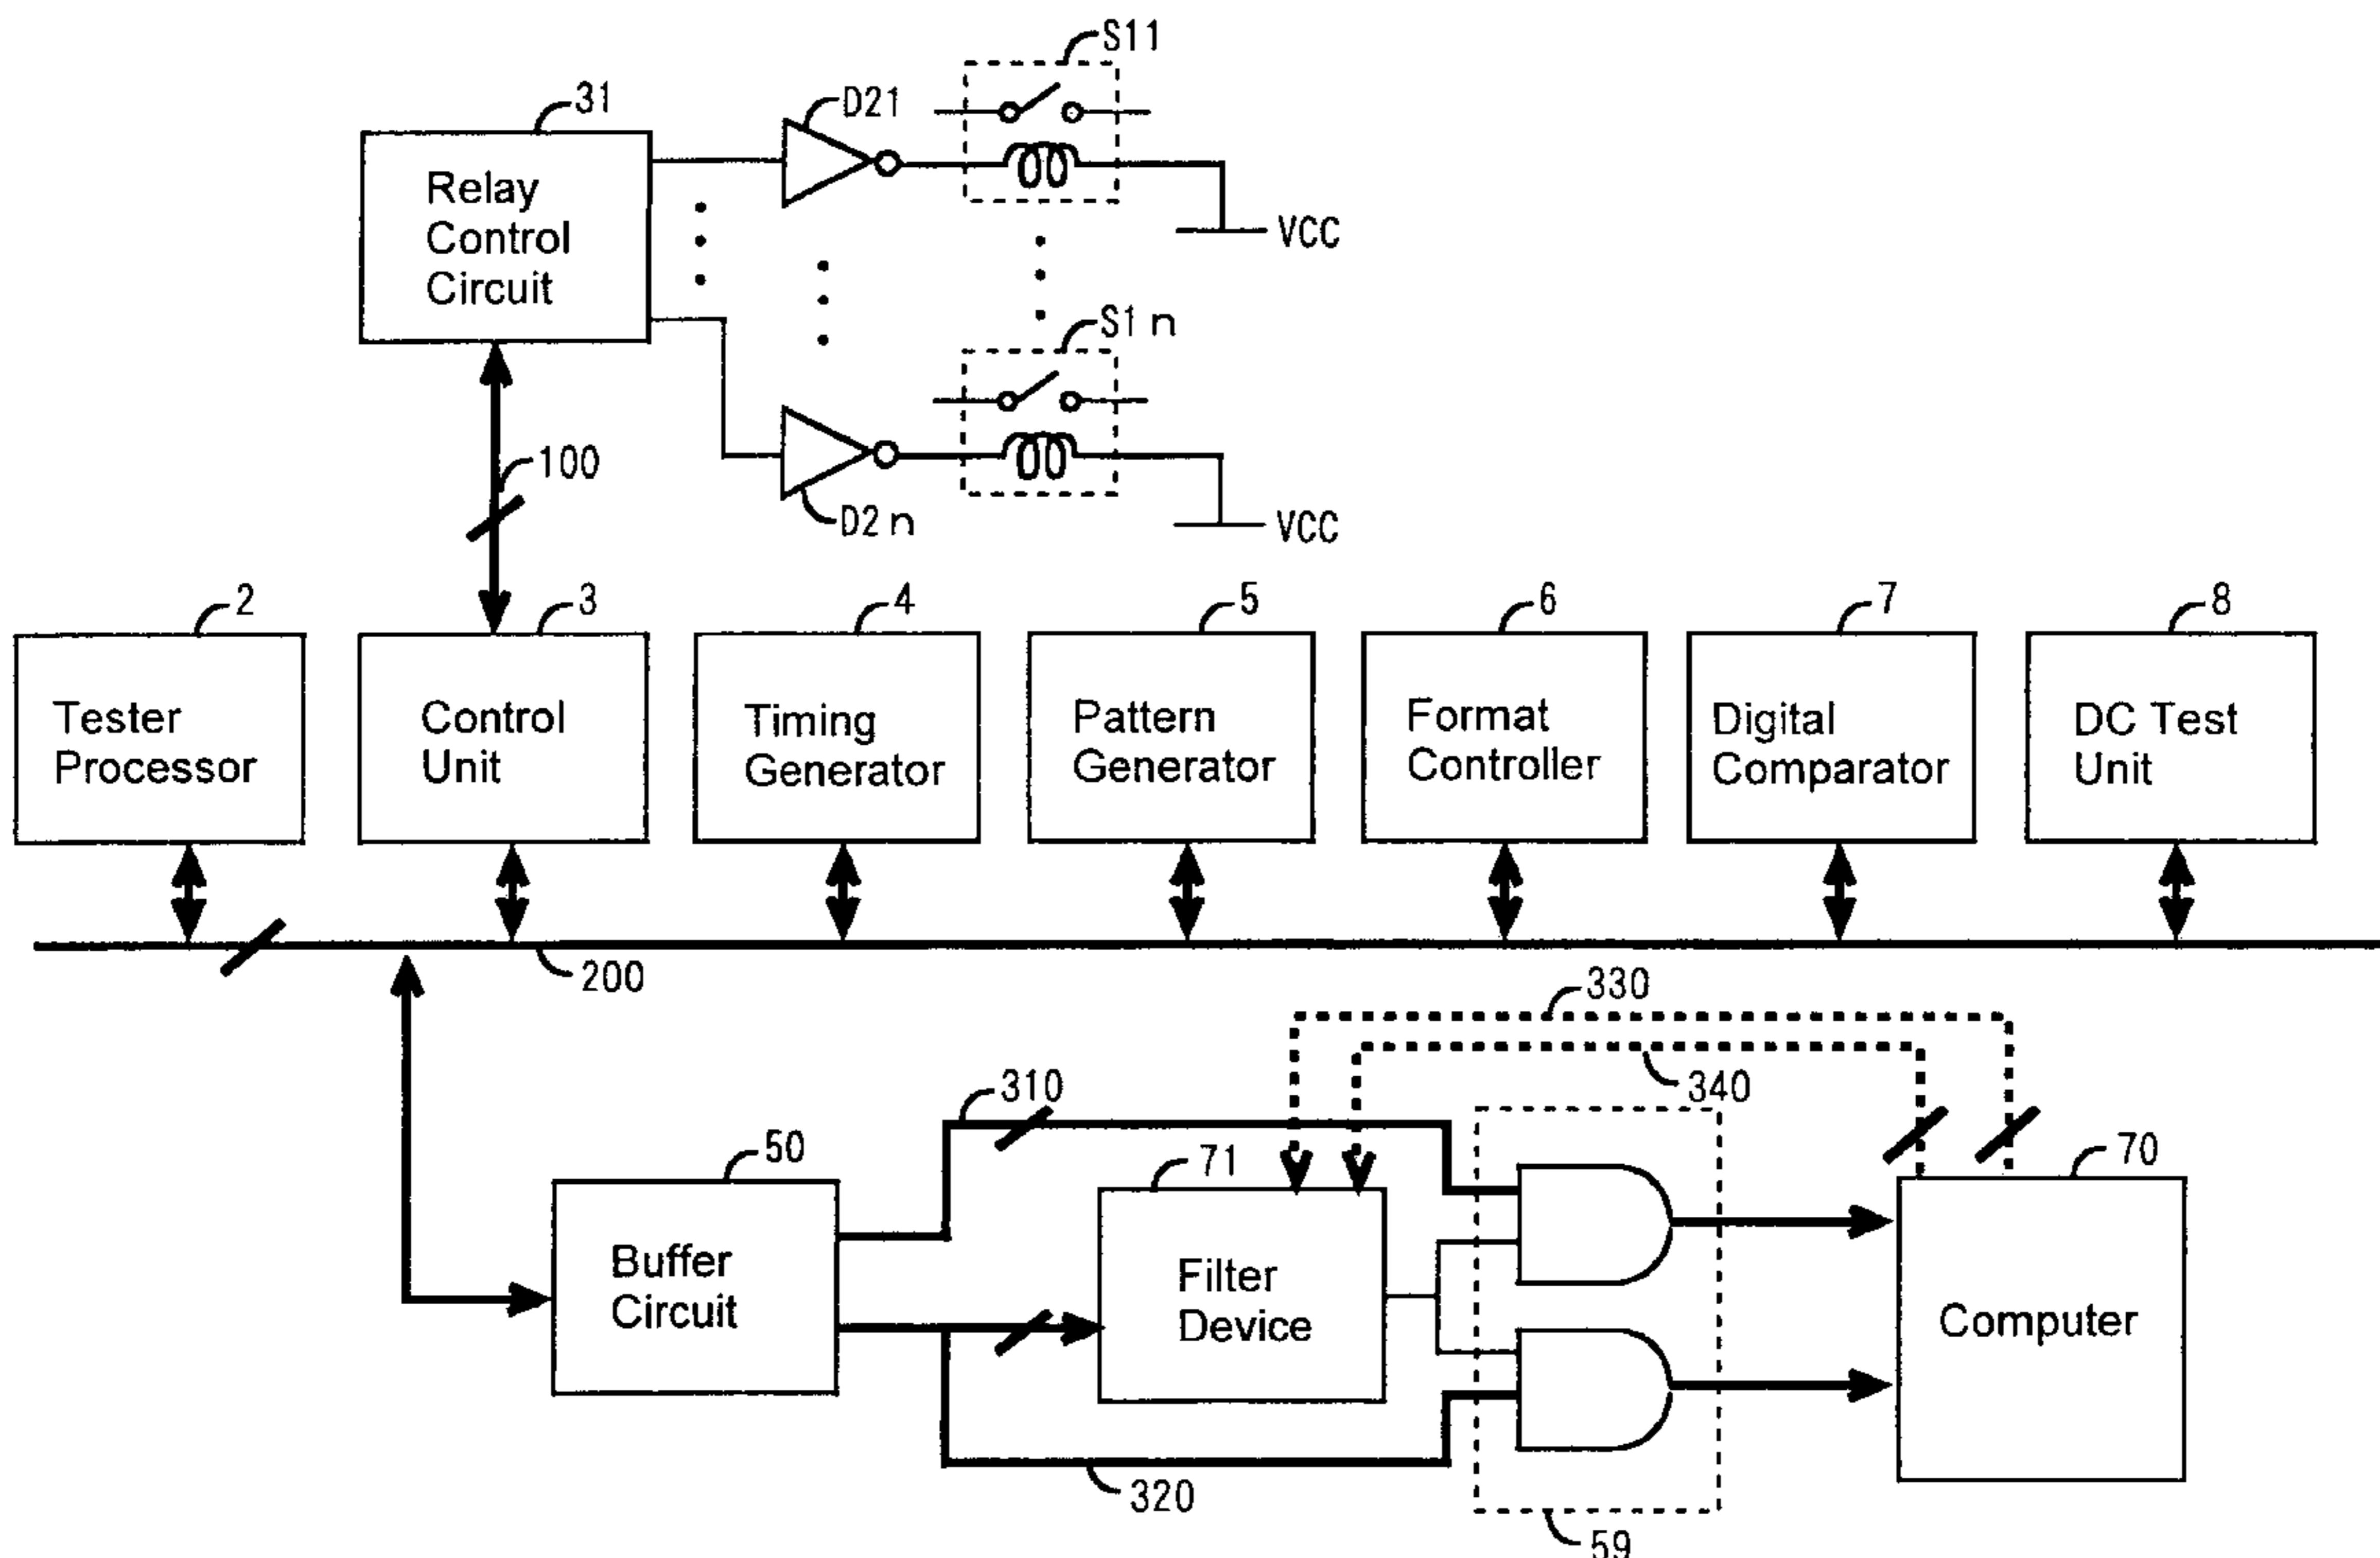 S11
31
D21
Relay
Control
Circuit
VCC
S1n
100
D2n
VCC
2
3
4
5
6
7
8
Tester
Processor
Control
Unit
Timing
Generator
Pattern
Generator
Format
Controller
Digital
Comparator
DC Test
Unit
200
330
340
310
50
71
70
Buffer
Circuit
Filter
Device
Computer
320
59